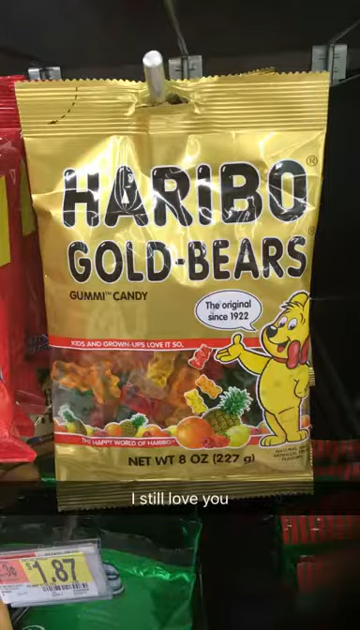 HARIBO®
GOLD-BEARS®
GUMMI™ CANDY
The original
since 1922
KIDS AND GROWN-UPS LOVE IT SO,
THE HAPPY WORLD OF HARIBO
NET WT 8 OZ (227 g)
I still love you
$1.87